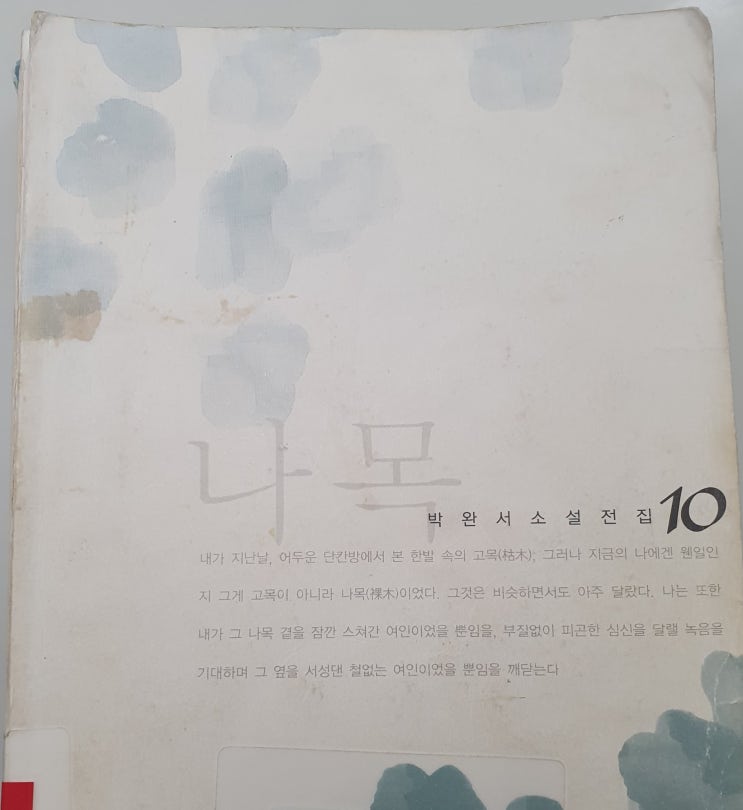 나목
박완서소설전집 10
내가 지난날, 어두운 단칸방에서 본 한발 속의 고목(枯木), 그러나 지금의 나에겐 웬일인
지 그게 고목이 아니라 나목(裸木)이었다. 그것은 비슷하면서도 아주 달랐다. 나는 또한
내가 그 나목 곁을 잠깐 스쳐간 여인이었을 뿐임을, 부질없이 피곤한 심신을 달랠 녹음을
기대하며 그 옆을 서성댄 철없는 여인이었을 뿐임을 깨닫는다